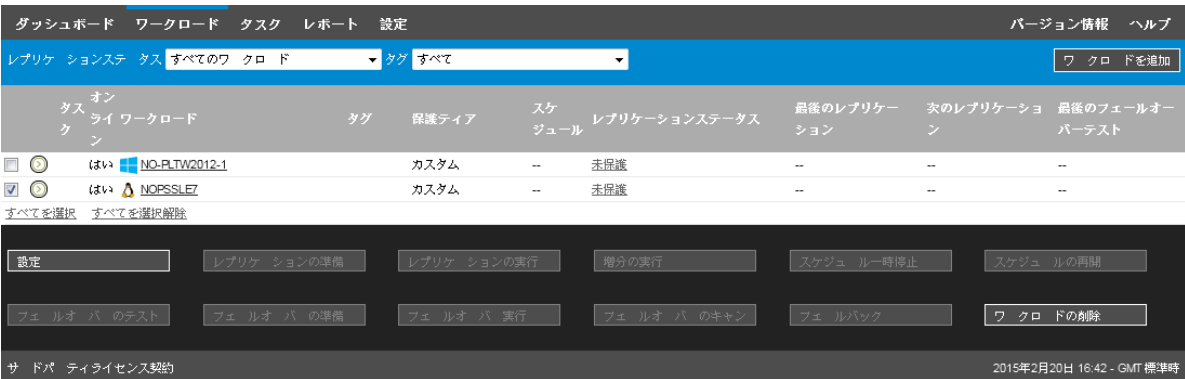 ダッシュボード ワークロード タスク レポート 設定 バージョン情報 ヘルプ
レプリケ ションステ タス すべてのワ クロ ド タグ すべて ワ クロ ドを追加
タスク オンライン ワークロード タグ 保護ティア スケジュール レプリケーションステータス 最後のレプリケーション 次のレプリケーション 最後のフェールオーバーテスト
はい NO-PLTW2012-1 カスタム -- 未保護 -- -- --
はい NOPSSLE7 カスタム -- 未保護 -- -- --
すべてを選択 すべてを選択解除
設定 レプリケ ションの準備 レプリケ ションの実行 増分の実行 スケジュ ル一時停止 スケジュ ルの再開
フェ ルオ バ のテスト フェ ルオ バ の準備 フェ ルオ バ 実行 フェ ルオ バ のキャン フェ ルバック ワ クロ ドの削除
サ ドパ ティライセンス契約 2015年2月20日 16:42 - GMT 標準時